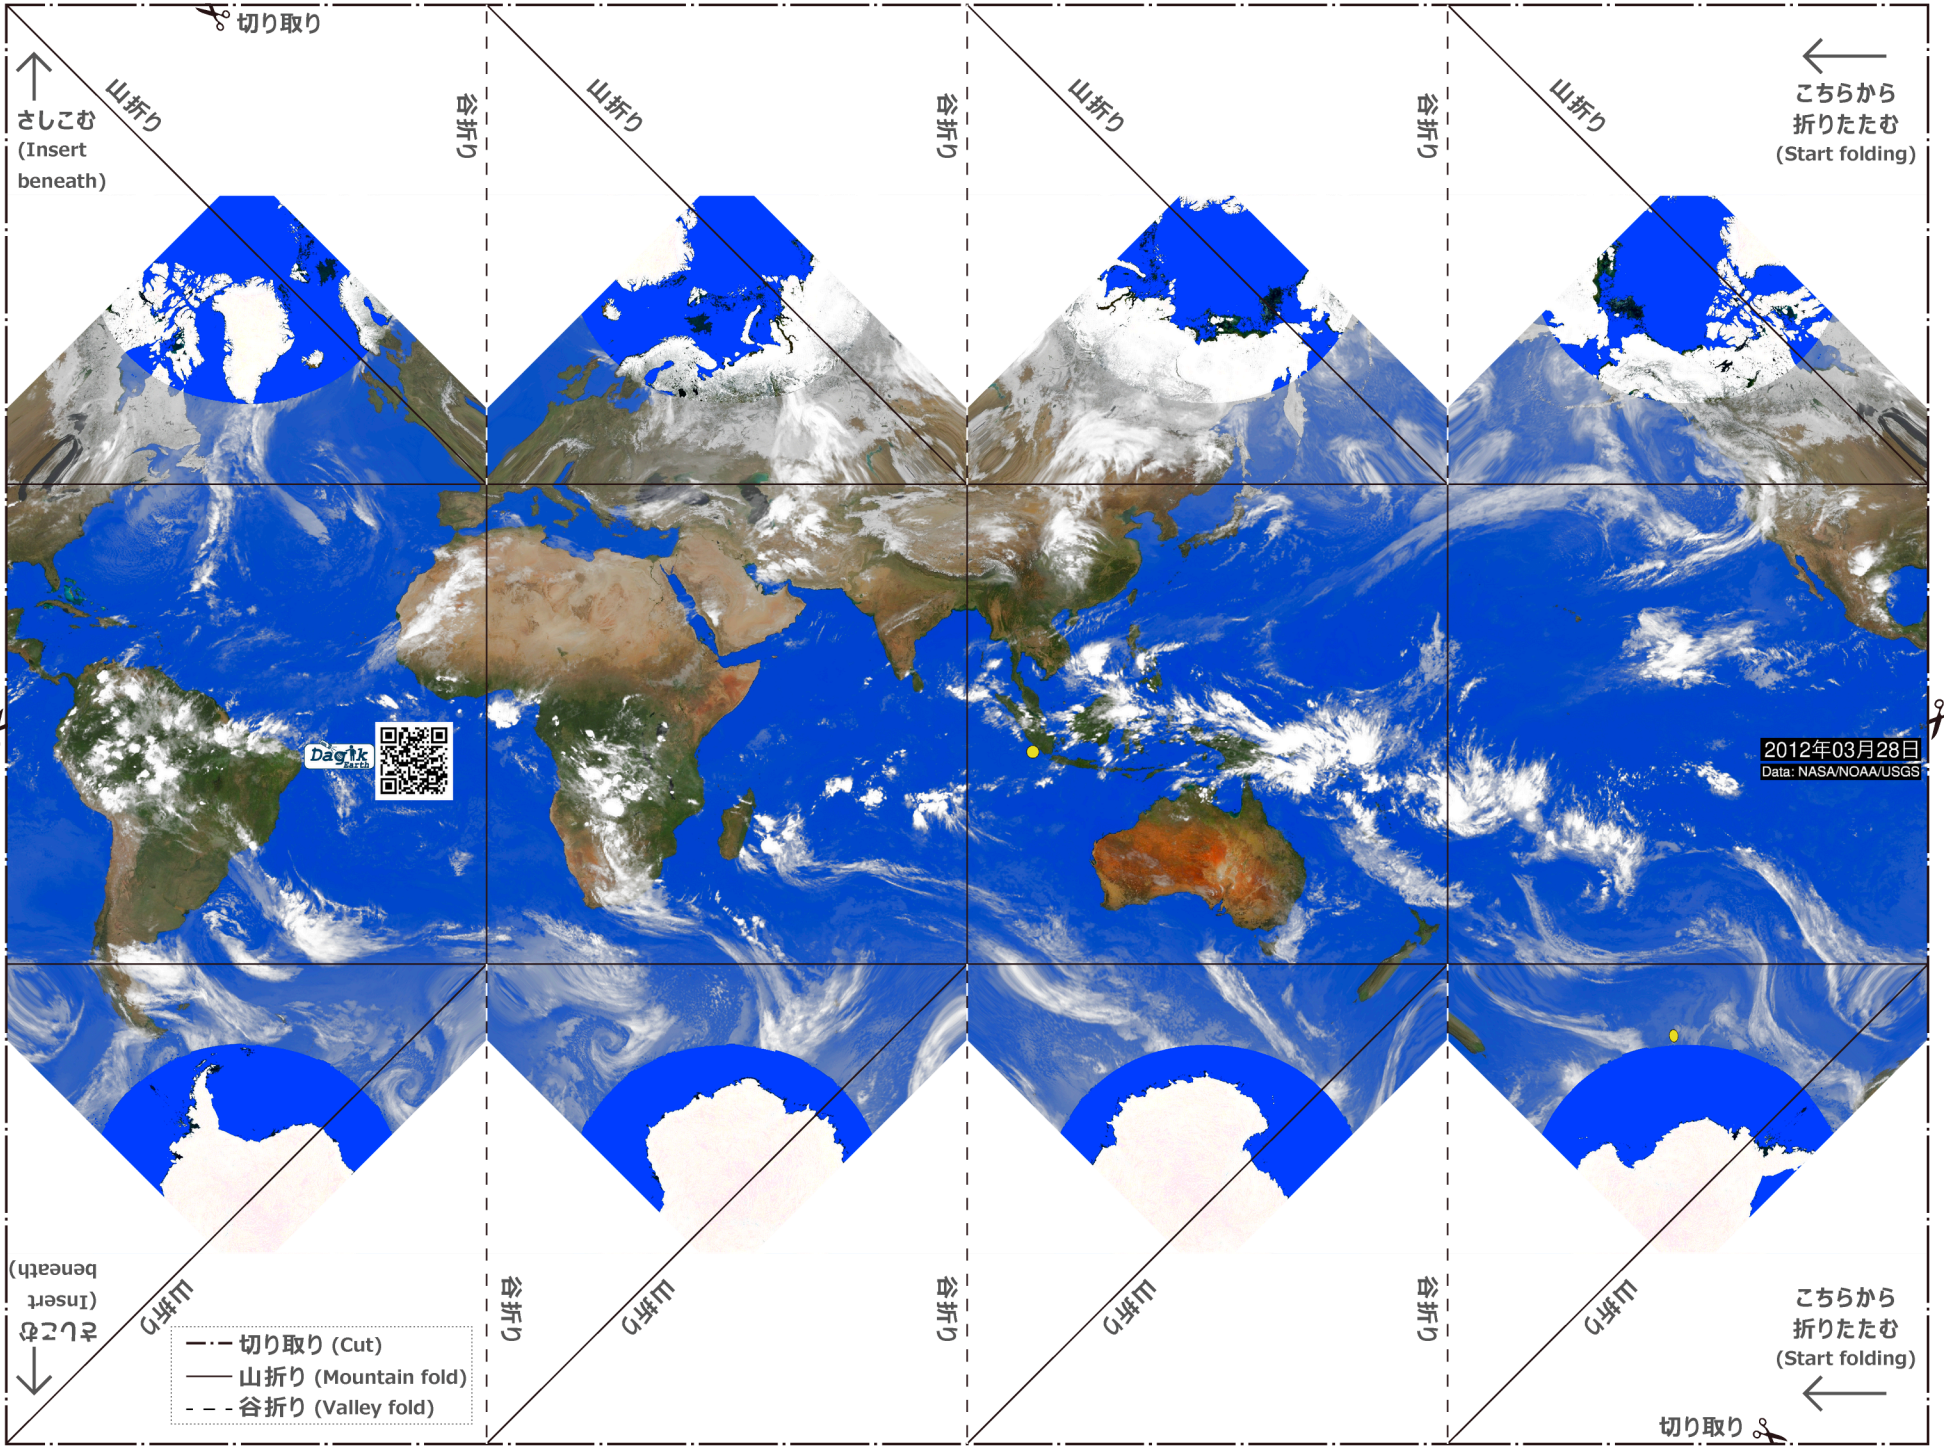 切り取り
山折り
谷折り
山折り
谷折り
山折り
谷折り
山折り
さしこむ
(Insert
beneath)
こちらから
折りたたむ
(Start folding)
Dagik
Earth
2012年03月28日
Data: NASA/NOAA/USGS
さしこむ
(Insert
beneath)
山折り
谷折り
山折り
谷折り
山折り
谷折り
山折り
こちらから
折りたたむ
(Start folding)
切り取り (Cut)
山折り (Mountain fold)
谷折り (Valley fold)
切り取り